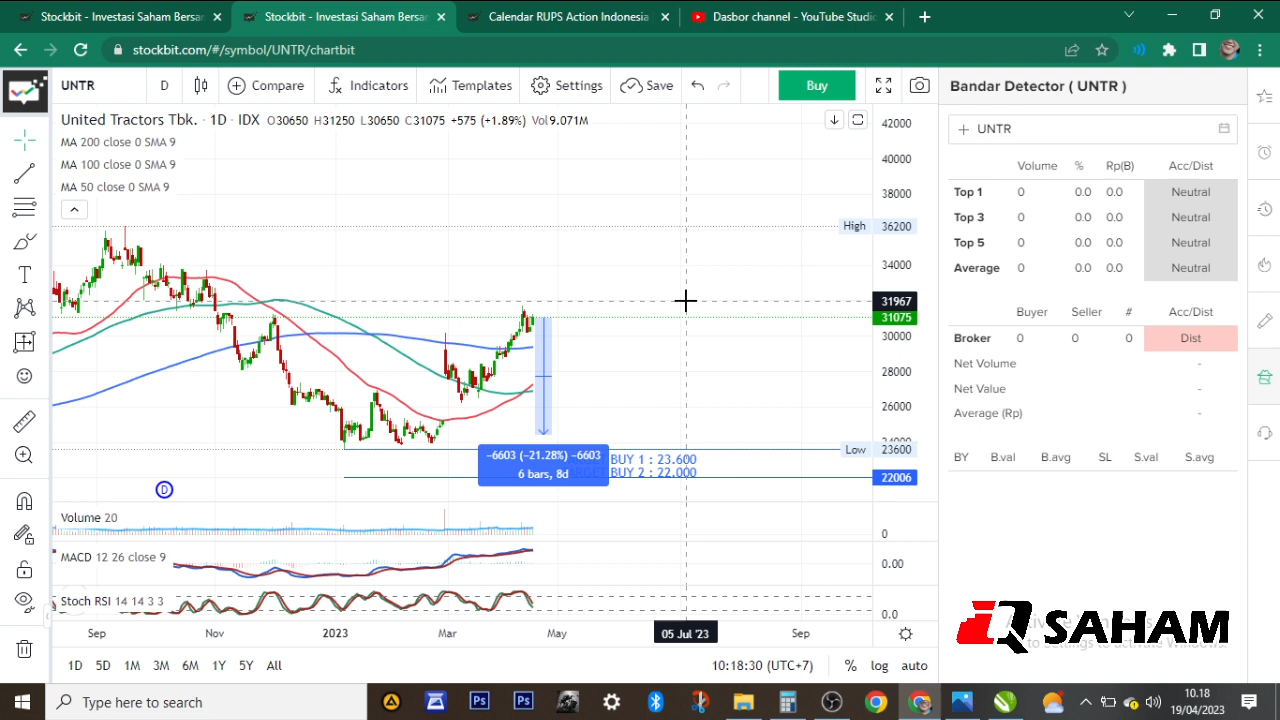 Stockbit - Investasi Saham Bersa
Stockbit - Investasi Saham Bersa
Calendar RUPS Action Indonesia
Dasbor channel - YouTube Studio
stockbit.com/#/symbol/UNTR/chartbit
UNTR
D
Compare
Indicators
Templates
Settings
Save
Buy
Bandar Detector ( UNTR )
United Tractors Tbk. · 1D · IDX O30650 H31250 L30650 C31075 +575 (+1.89%) Vol9.071M
MA 200 close 0 SMA 9
MA 100 close 0 SMA 9
MA 50 close 0 SMA 9
42000
40000
38000
High 36200
34000
31967
31075
30000
28000
26000
24000
Low 23600
22006
−6603 (−21.28%) −6603
6 bars, 8d
BUY 1 : 23.600
BUY 2 : 22.000
D
Volume 20
0
MACD 12 26 close 9
0.00
Stoch RSI 14 14 3 3
0.0
Sep
Nov
2023
Mar
May
05 Jul '23
Sep
1D 5D 1M 3M 6M 1Y 5Y All
10:18:30 (UTC+7)
% log auto
UNTR
Volume % Rp(B) Acc/Dist
Top 1 0 0.0 0.0 Neutral
Top 3 0 0.0 0.0 Neutral
Top 5 0 0.0 0.0 Neutral
Average 0 0.0 0.0 Neutral
Buyer Seller # Acc/Dist
Broker 0 0 0 Dist
Net Volume -
Net Value -
Average (Rp) -
BY B.val B.avg SL S.val S.avg
IQ SAHAM
to Settings to activate Windows.
Type here to search
10.18
19/04/2023